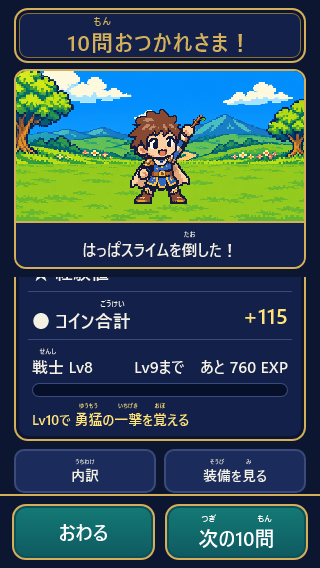 10問おつかれさま！
はっぱスライムを倒した！
コイン合計 +115
戦士 Lv8 Lv9まで あと 760 EXP
Lv10で 勇猛の一撃を覚える
内訳 装備を見る
おわる 次の10問